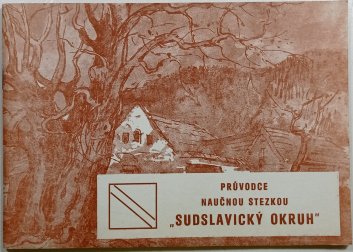 PRŮVODCE
NAUČNOU STEZKOU
„SUDSLAVICKÝ OKRUH"